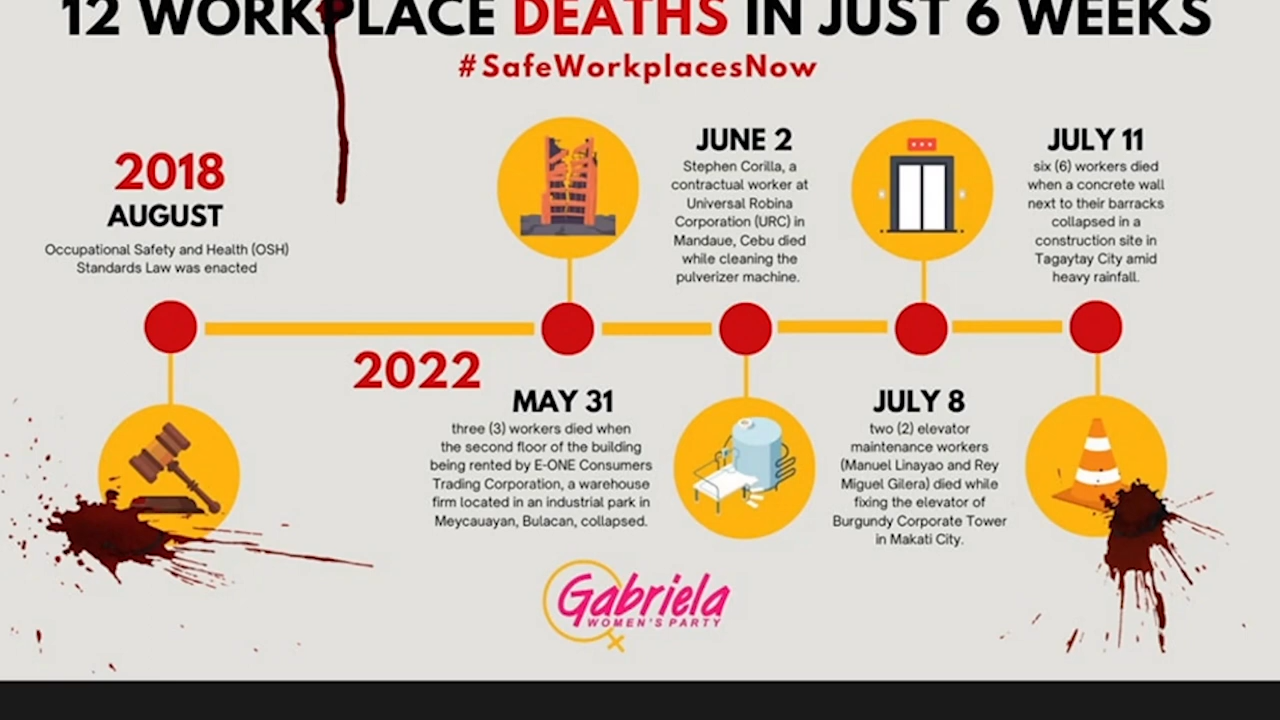 12 WORKPLACE DEATHS IN JUST 6 WEEKS
#SafeWorkplacesNow
2018
AUGUST
Occupational Safety and Health (OSH)
Standards Law was enacted
2022
MAY 31
three (3) workers died when
the second floor of the building
being rented by E-ONE Consumers
Trading Corporation, a warehouse
firm located in an industrial park in
Meycauayan, Bulacan, collapsed.
JUNE 2
Stephen Corilla, a
contractual worker at
Universal Robina
Corporation (URC) in
Mandaue, Cebu died
while cleaning the
pulverizer machine.
JULY 8
two (2) elevator
maintenance workers
(Manuel Linayao and Rey
Miguel Gilera) died while
fixing the elevator of
Burgundy Corporate Tower
in Makati City.
JULY 11
six (6) workers died
when a concrete wall
next to their barracks
collapsed in a
construction site in
Tagaytay City amid
heavy rainfall.
Gabriela
WOMEN'S PARTY